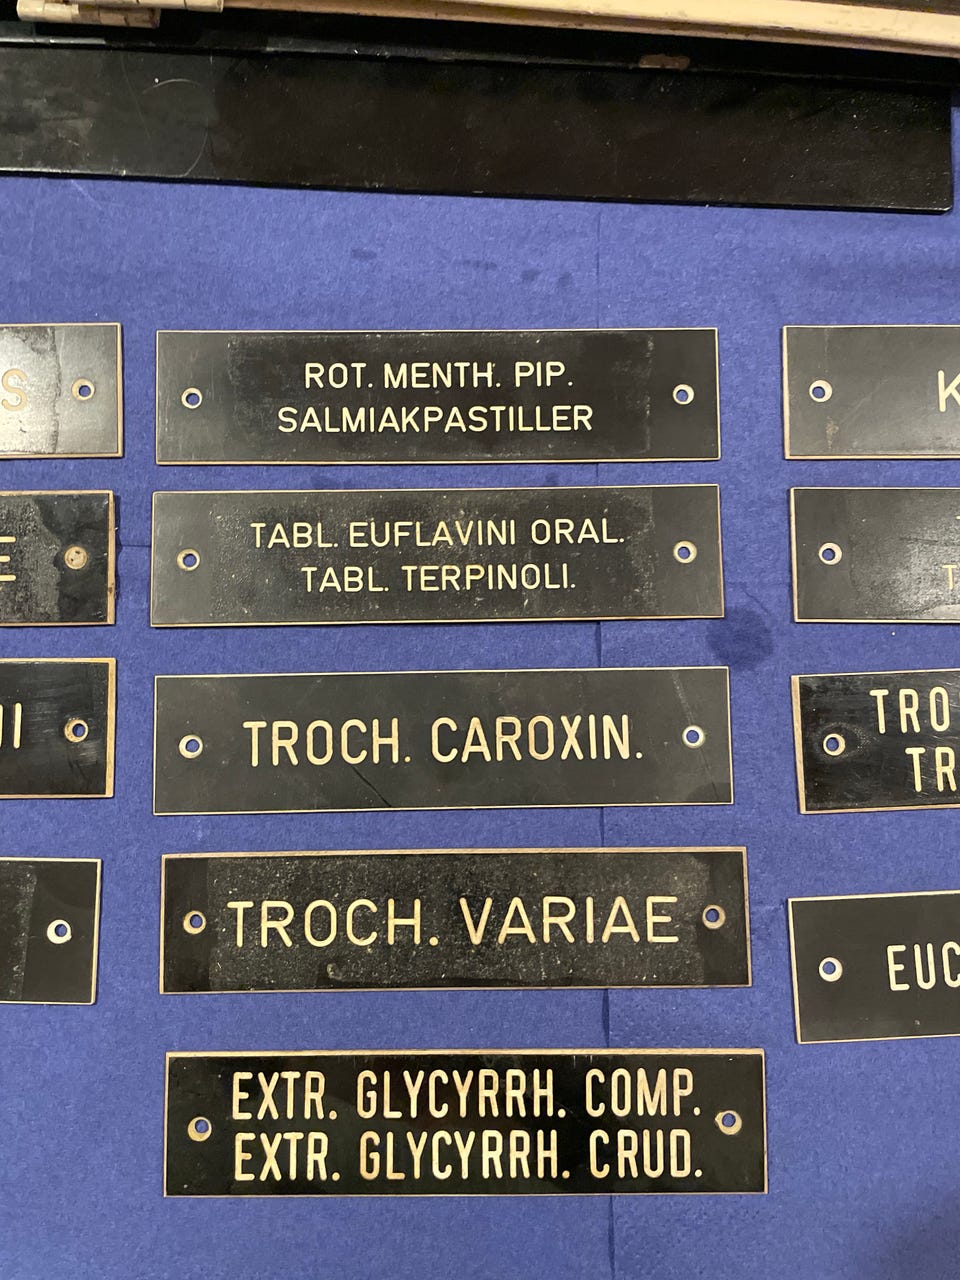 ROT. MENTH. PIP.
SALMIAKPASTILLER
TABL. EUFLAVINI ORAL.
TABL. TERPINOLI.
TROCH. CAROXIN.
TROCH. VARIAE
EXTR. GLYCYRRH. COMP.
EXTR. GLYCYRRH. CRUD.